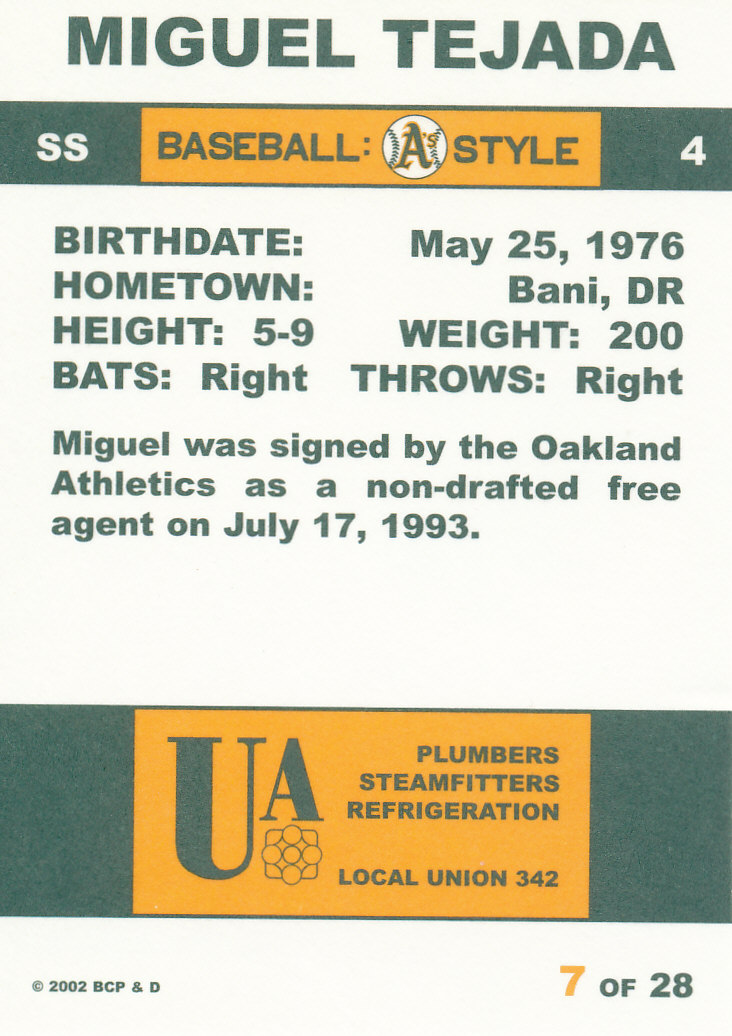 MIGUEL TEJADA
SS BASEBALL: A's STYLE 4
BIRTHDATE: May 25, 1976
HOMETOWN: Bani, DR
HEIGHT: 5-9 WEIGHT: 200
BATS: Right THROWS: Right
Miguel was signed by the Oakland
Athletics as a non-drafted free
agent on July 17, 1993.
UA
PLUMBERS
STEAMFITTERS
REFRIGERATION
LOCAL UNION 342
© 2002 BCP & D 7 OF 28